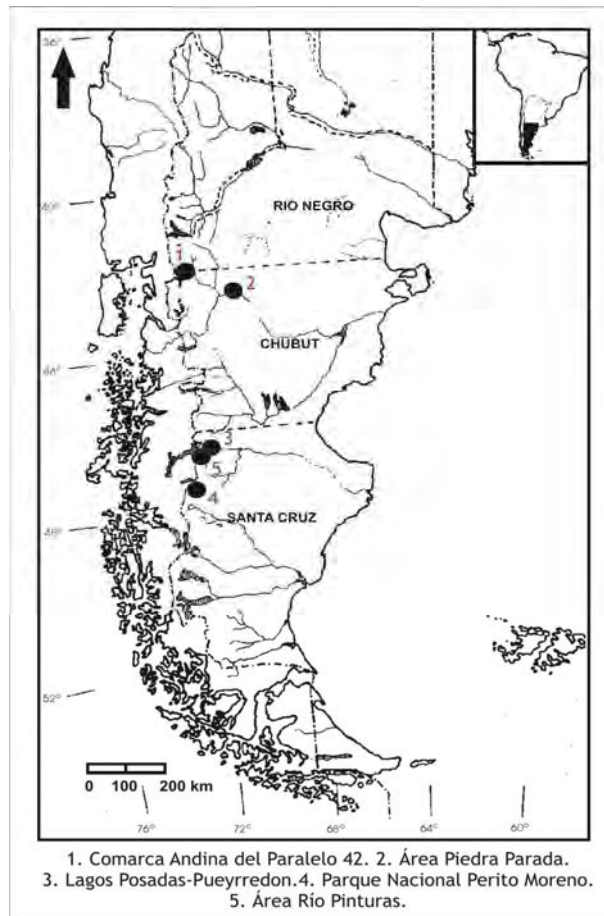 36°
RIO NEGRO
1
2
CHUBUT
3
5
4
48°
SANTA CRUZ
52°
0 100 200 km
76° 72° 68° 64° 60°
1. Comarca Andina del Paralelo 42. 2. Área Piedra Parada.
3. Lagos Posadas-Pueyrredon.4. Parque Nacional Perito Moreno.
5. Área Río Pinturas.